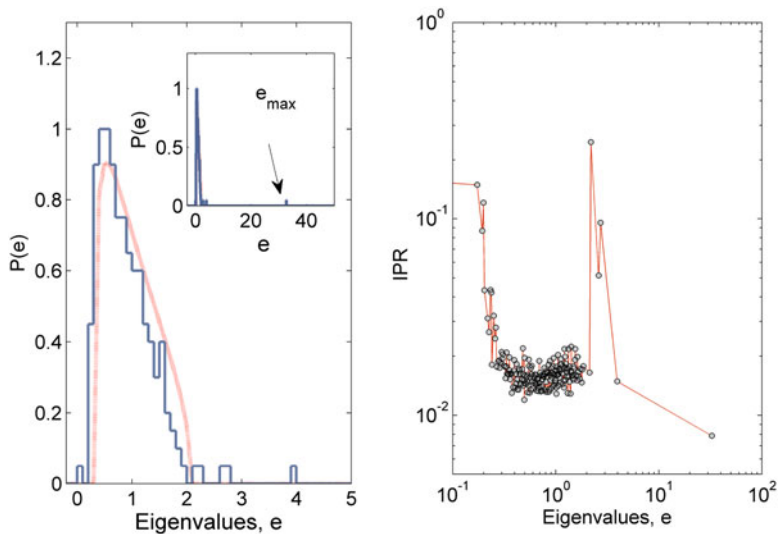 1.2
1
0.8
0.6
0.4
0.2
0
P(e)
0 1 2 3 4 5
Eigenvalues, e
1
0.5
0
P(e)
0 20 40
e
e_max
10^0
10^-1
10^-2
IPR
10^-1 10^0 10^1 10^2
Eigenvalues, e